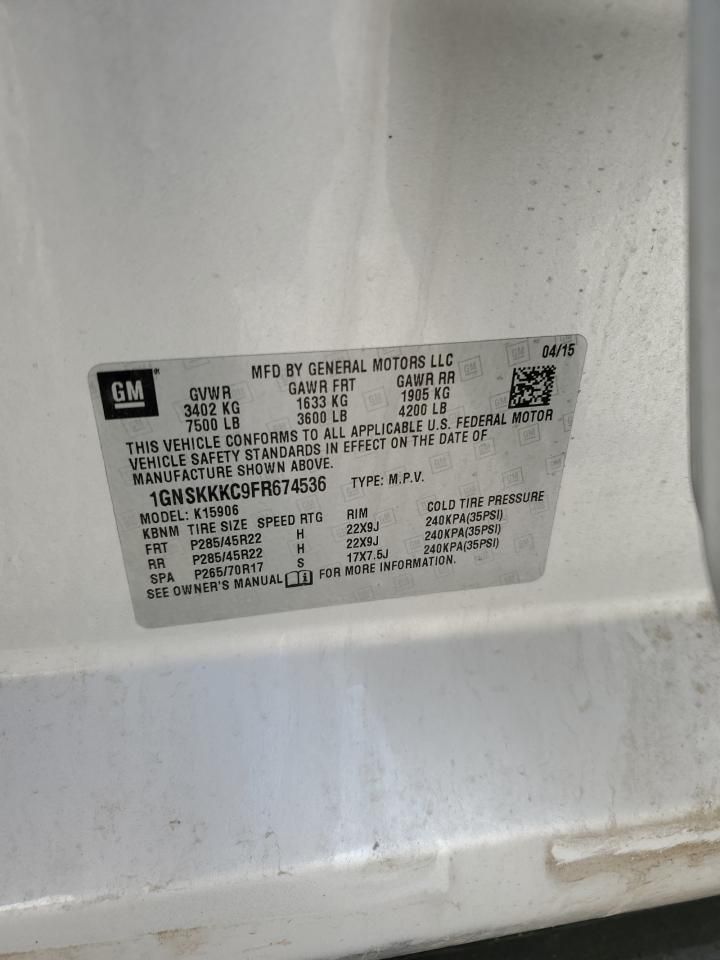 MFD BY GENERAL MOTORS LLC 04/15
GM
GVWR GAWR FRT GAWR RR
3402 KG 1633 KG 1905 KG
7500 LB 3600 LB 4200 LB
THIS VEHICLE CONFORMS TO ALL APPLICABLE U.S. FEDERAL MOTOR
VEHICLE SAFETY STANDARDS IN EFFECT ON THE DATE OF
MANUFACTURE SHOWN ABOVE.
1GNSKKKC9FR674536 TYPE: M.P.V.
MODEL: K15906
KBNM TIRE SIZE SPEED RTG RIM COLD TIRE PRESSURE
FRT P285/45R22 H 22X9J 240KPA(35PSI)
RR P285/45R22 H 22X9J 240KPA(35PSI)
SPA P265/70R17 S 17X7.5J 240KPA(35PSI)
SEE OWNER'S MANUAL FOR MORE INFORMATION.